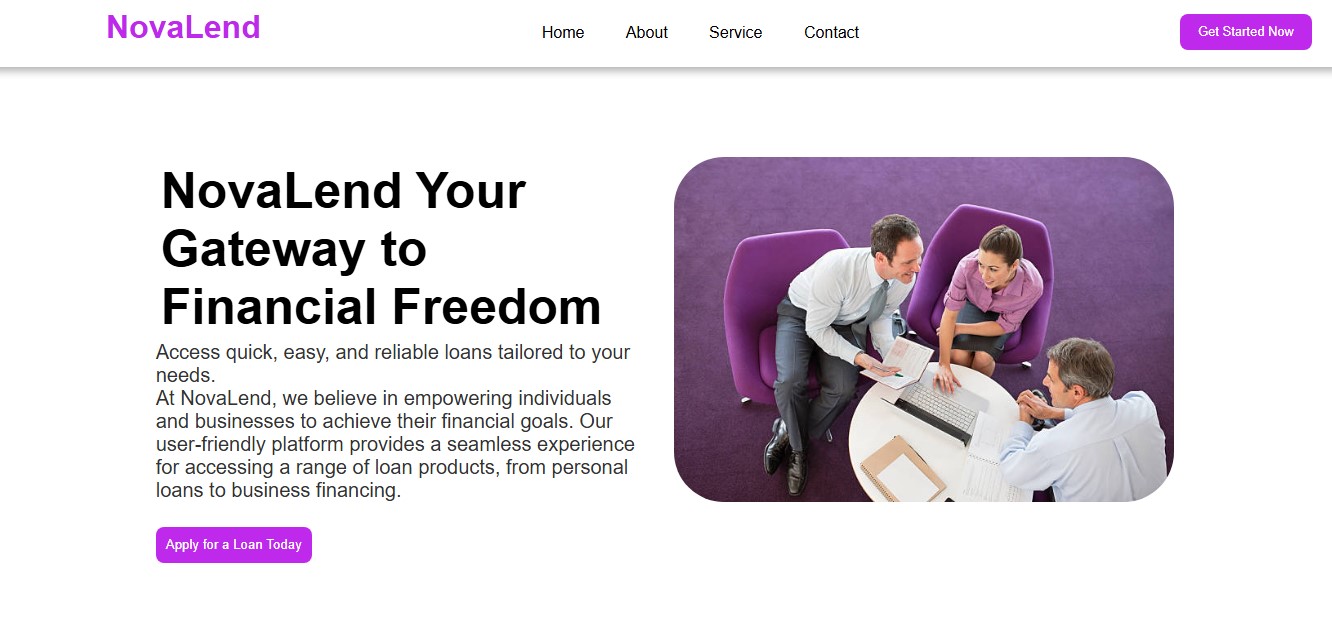 NovaLend
Home About Service Contact
Get Started Now
NovaLend Your
Gateway to
Financial Freedom
Access quick, easy, and reliable loans tailored to your
needs.
At NovaLend, we believe in empowering individuals
and businesses to achieve their financial goals. Our
user-friendly platform provides a seamless experience
for accessing a range of loan products, from personal
loans to business financing.
Apply for a Loan Today